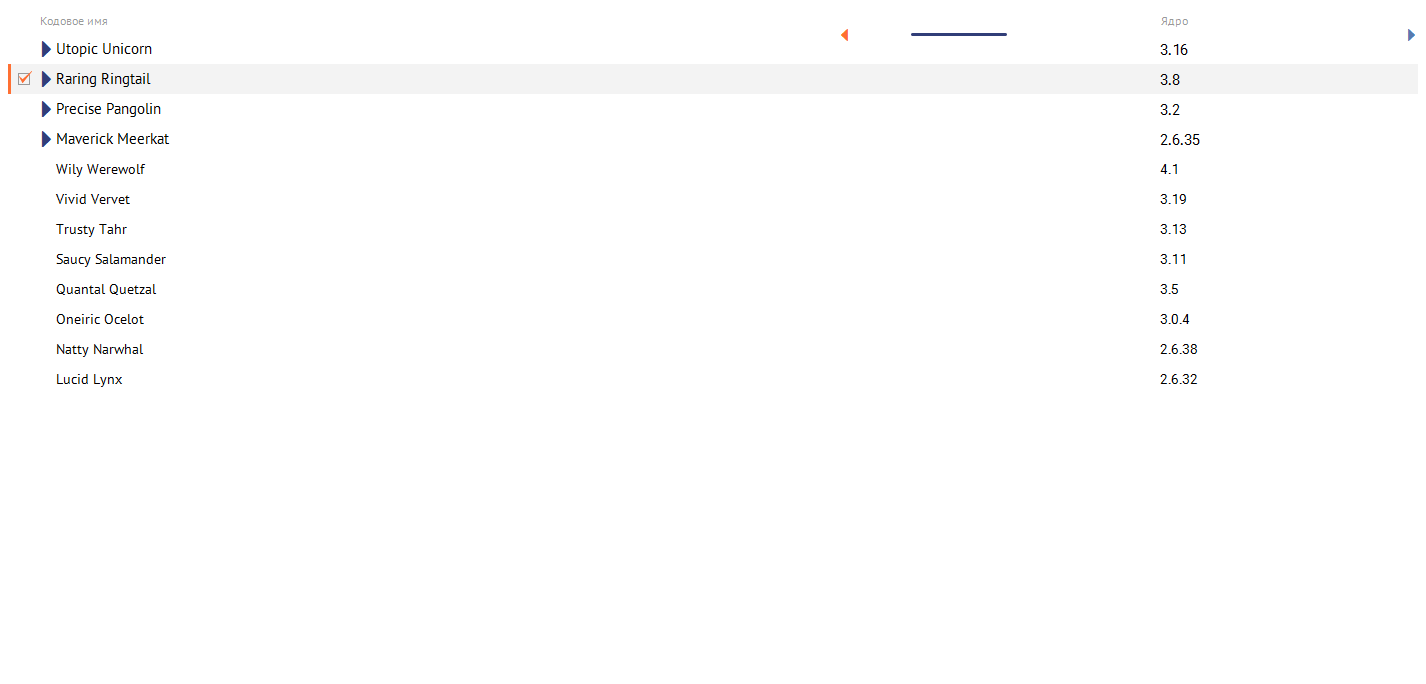 Кодовое имя Ядро
Utopic Unicorn 3.16
Raring Ringtail 3.8
Precise Pangolin 3.2
Maverick Meerkat 2.6.35
Wily Werewolf 4.1
Vivid Vervet 3.19
Trusty Tahr 3.13
Saucy Salamander 3.11
Quantal Quetzal 3.5
Oneiric Ocelot 3.0.4
Natty Narwhal 2.6.38
Lucid Lynx 2.6.32